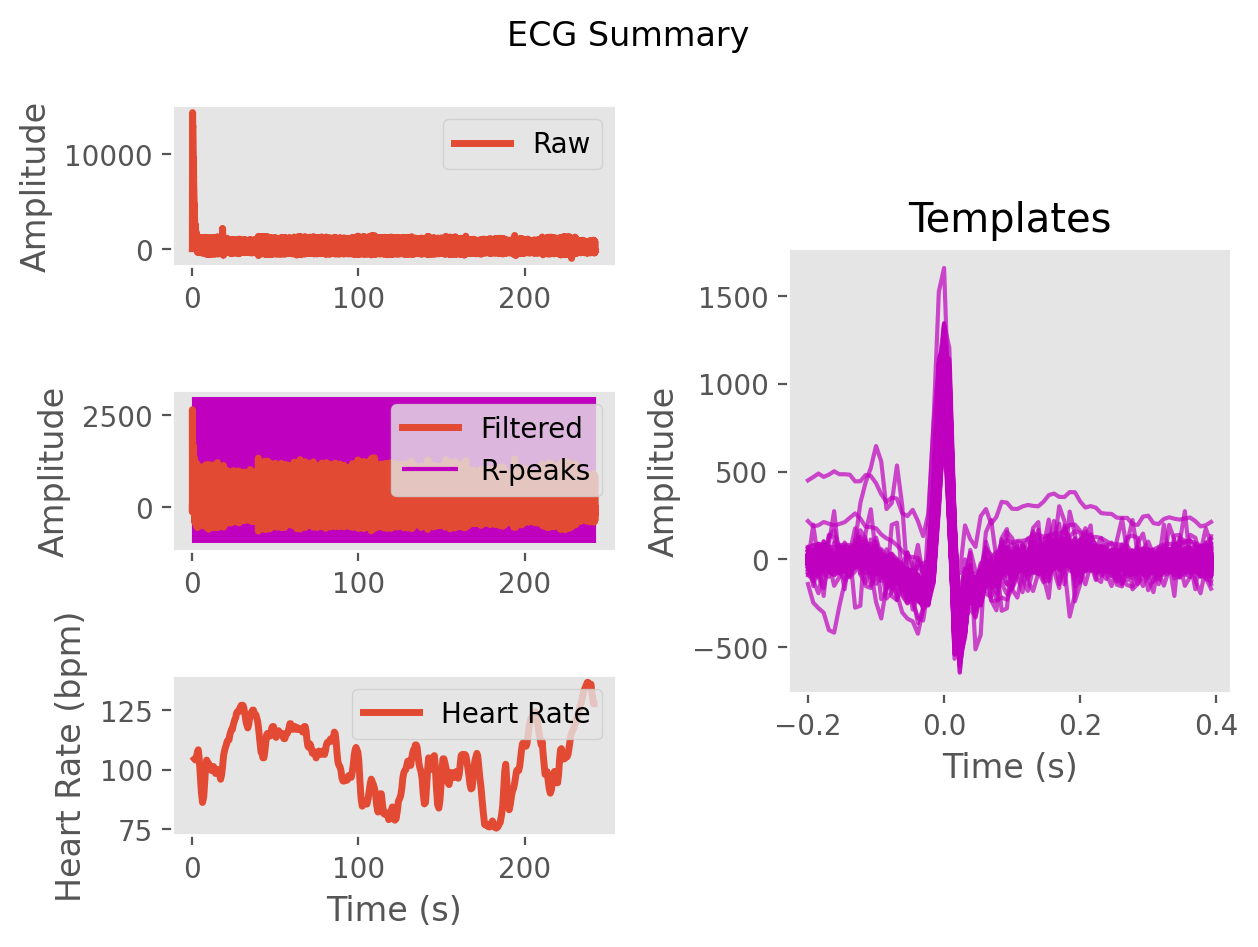 ECG Summary
Amplitude
10000
0
Raw
0
100
200
Amplitude
2500
0
Filtered
R-peaks
0
100
200
Heart Rate (bpm)
125
100
75
Heart Rate
0
100
200
Time (s)
Templates
Amplitude
1500
1000
500
0
−500
−0.2
0.0
0.2
0.4
Time (s)